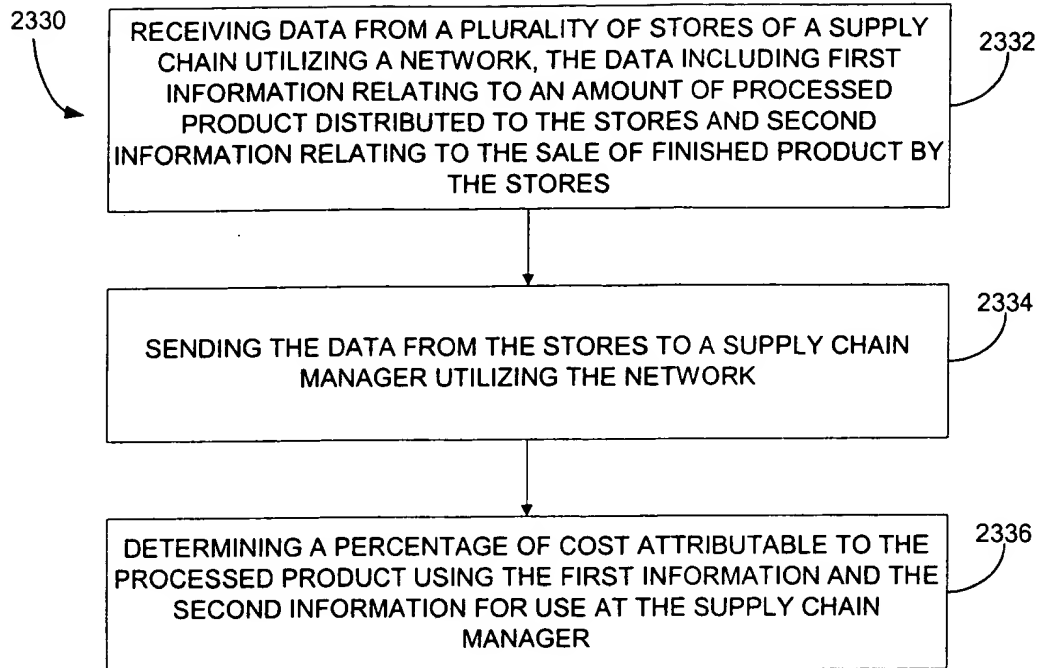 2330
RECEIVING DATA FROM A PLURALITY OF STORES OF A SUPPLY
CHAIN UTILIZING A NETWORK, THE DATA INCLUDING FIRST
INFORMATION RELATING TO AN AMOUNT OF PROCESSED
PRODUCT DISTRIBUTED TO THE STORES AND SECOND
INFORMATION RELATING TO THE SALE OF FINISHED PRODUCT BY
THE STORES
2332
SENDING THE DATA FROM THE STORES TO A SUPPLY CHAIN
MANAGER UTILIZING THE NETWORK
2334
DETERMINING A PERCENTAGE OF COST ATTRIBUTABLE TO THE
PROCESSED PRODUCT USING THE FIRST INFORMATION AND THE
SECOND INFORMATION FOR USE AT THE SUPPLY CHAIN
MANAGER
2336